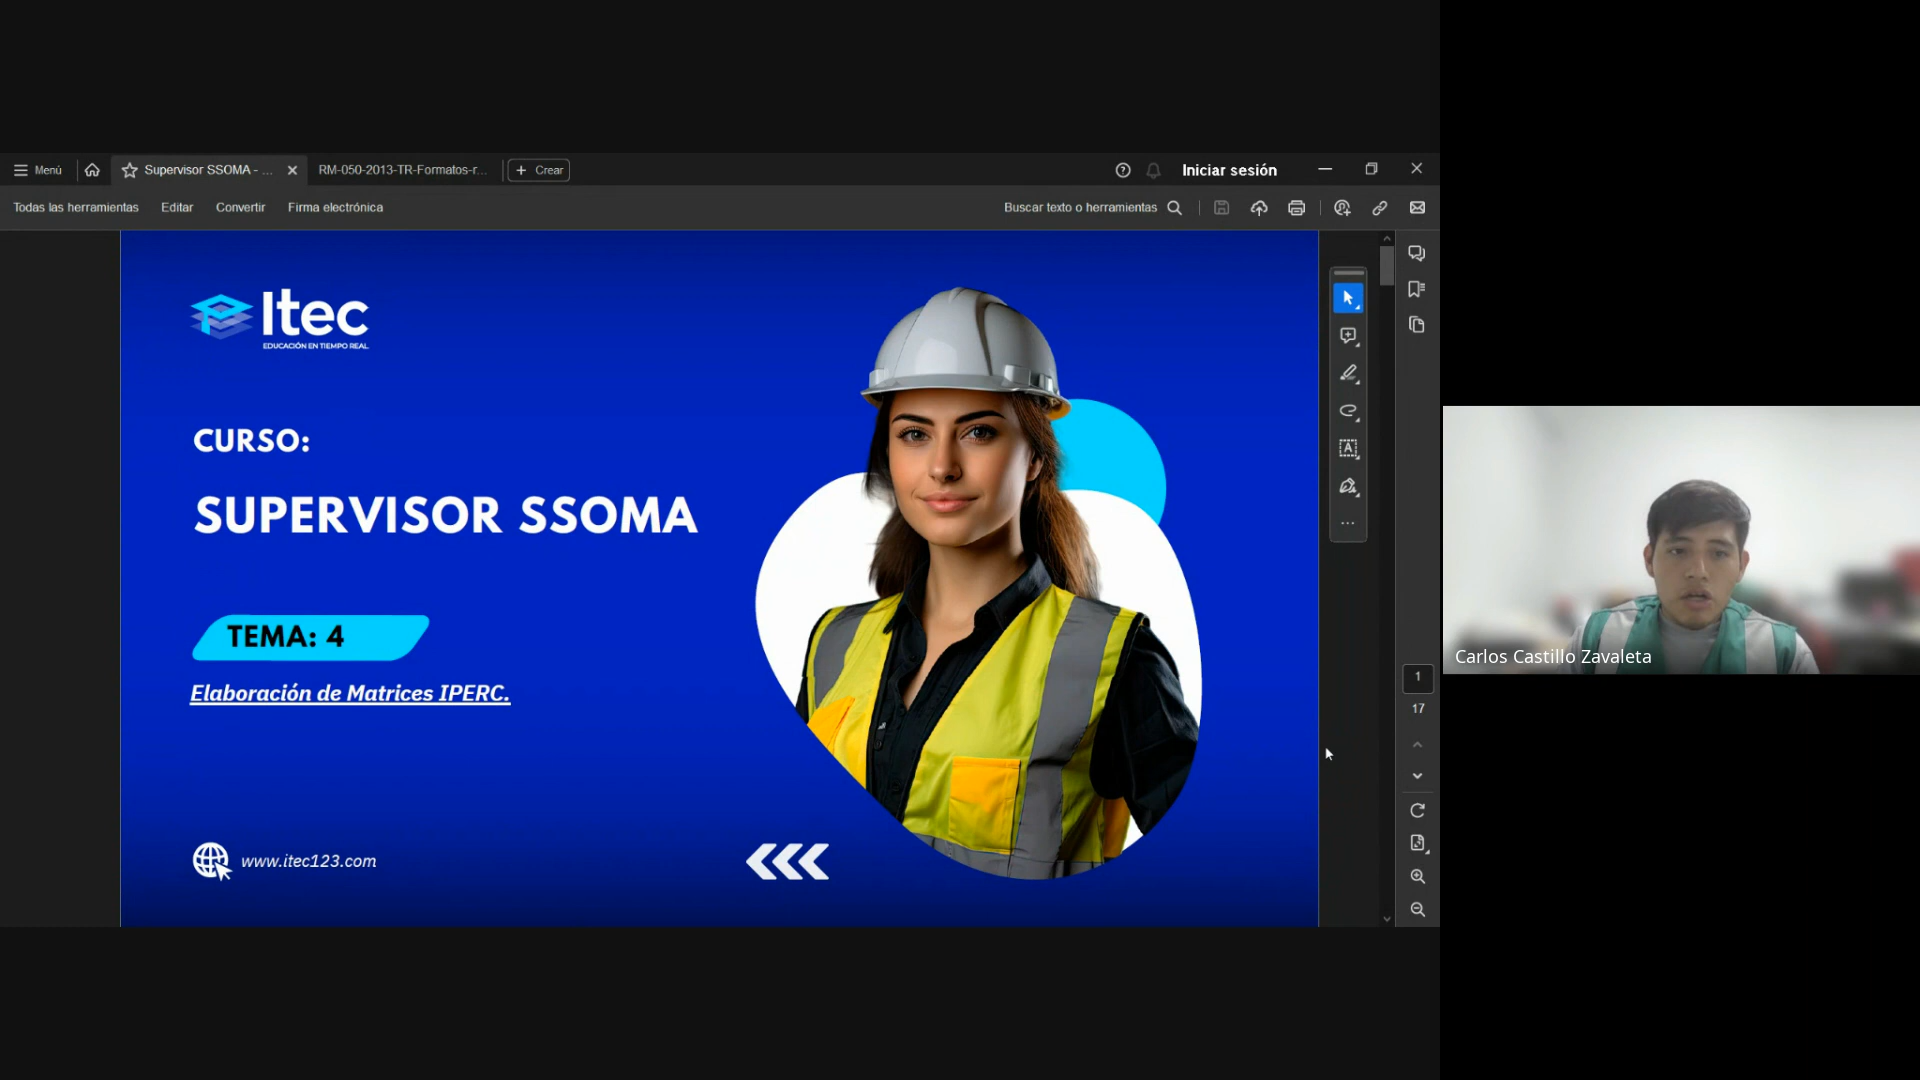 Menú
Supervisor SSOMA - ...
RM-050-2013-TR-Formatos-r...
Crear
Iniciar sesión
Todas las herramientas
Editar
Convertir
Firma electrónica
Buscar texto o herramientas
Itec
EDUCACIÓN EN TIEMPO REAL
CURSO:
SUPERVISOR SSOMA
TEMA: 4
Elaboración de Matrices IPERC.
www.itec123.com
1
17
Carlos Castillo Zavaleta